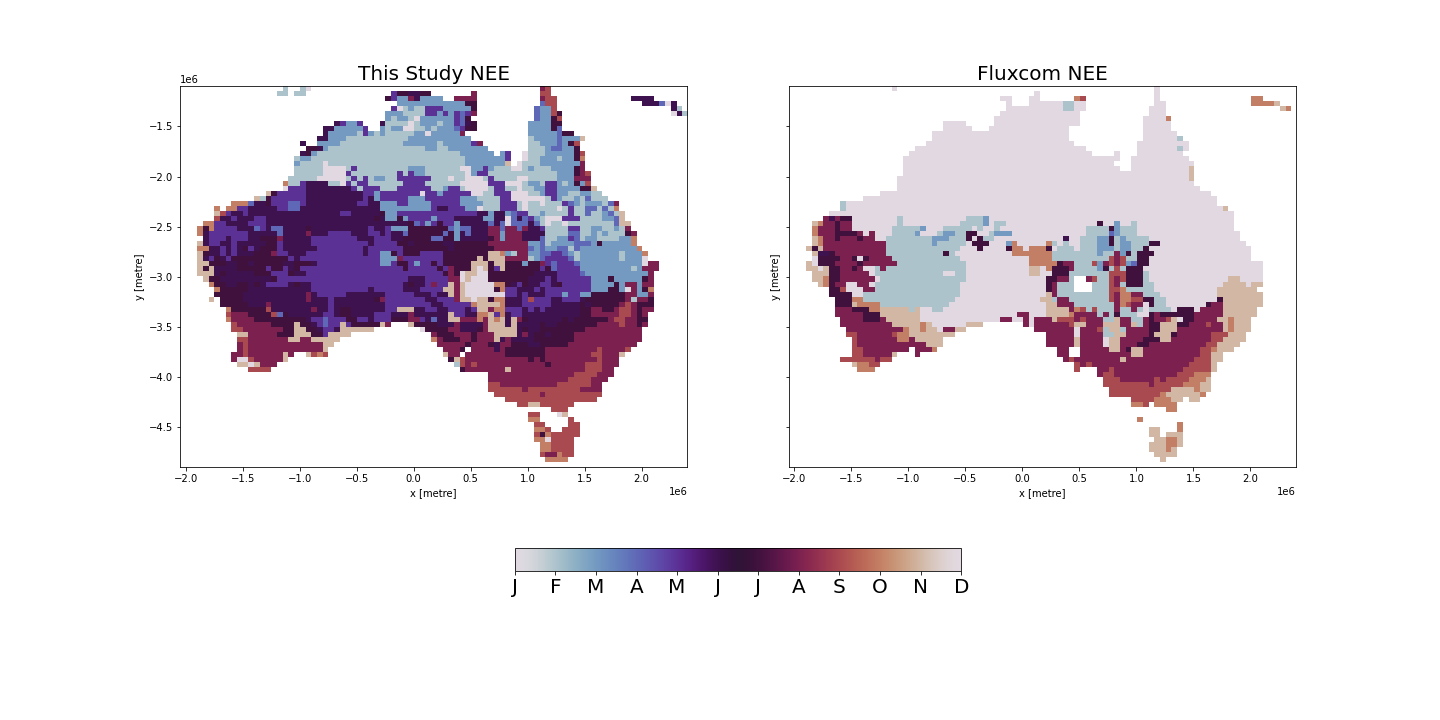 This Study NEE
Fluxcom NEE
1e6
−1.5
−2.0
−2.5
−3.0
−3.5
−4.0
−4.5
y [metre]
y [metre]
−2.0 −1.5 −1.0 −0.5 0.0 0.5 1.0 1.5 2.0
−2.0 −1.5 −1.0 −0.5 0.0 0.5 1.0 1.5 2.0
x [metre]
1e6
x [metre]
1e6
J F M A M J J A S O N D